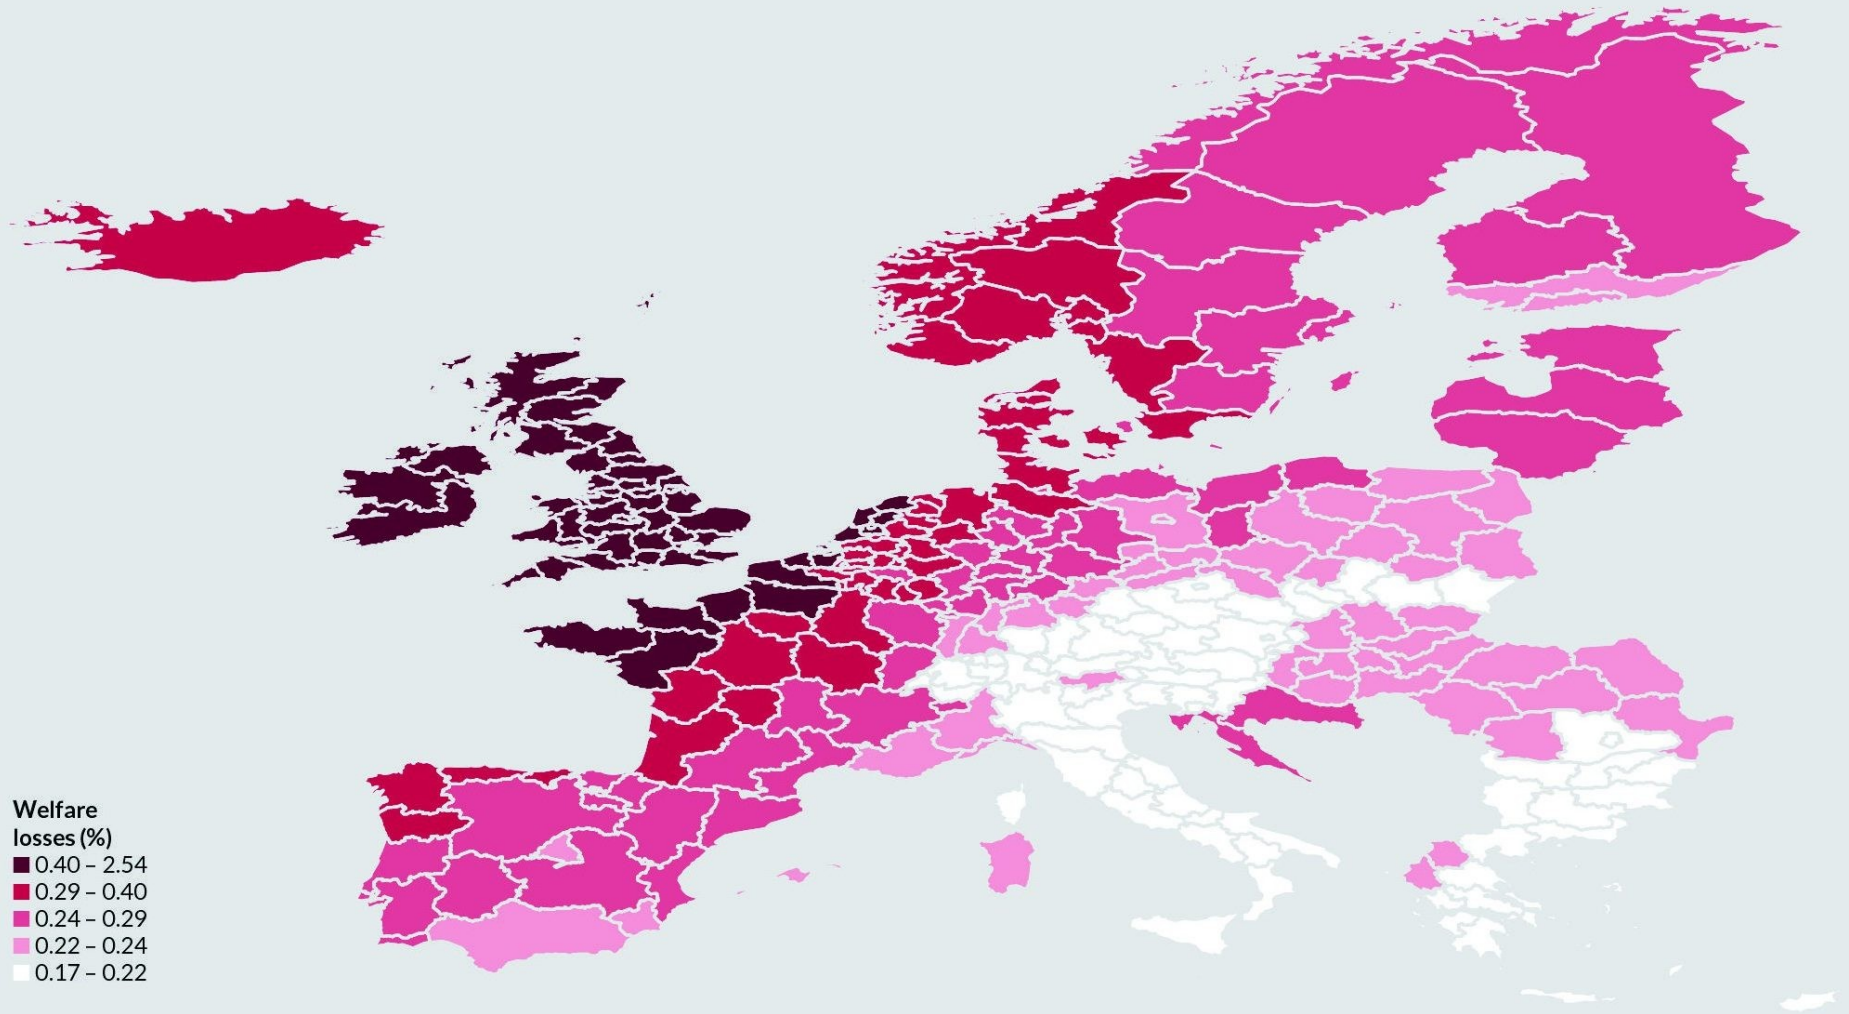 Welfare
losses (%)
0.40 – 2.54
0.29 – 0.40
0.24 – 0.29
0.22 – 0.24
0.17 – 0.22